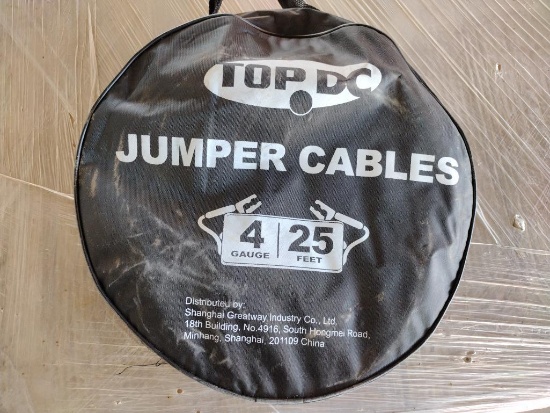 TOP DC
JUMPER CABLES
4 25
GAUGE FEET
Distributed by:
Shanghai Greatway Industry Co., Ltd.
18th Building, No.4916, South Hongmei Road,
Minhang, Shanghai, 201109 China